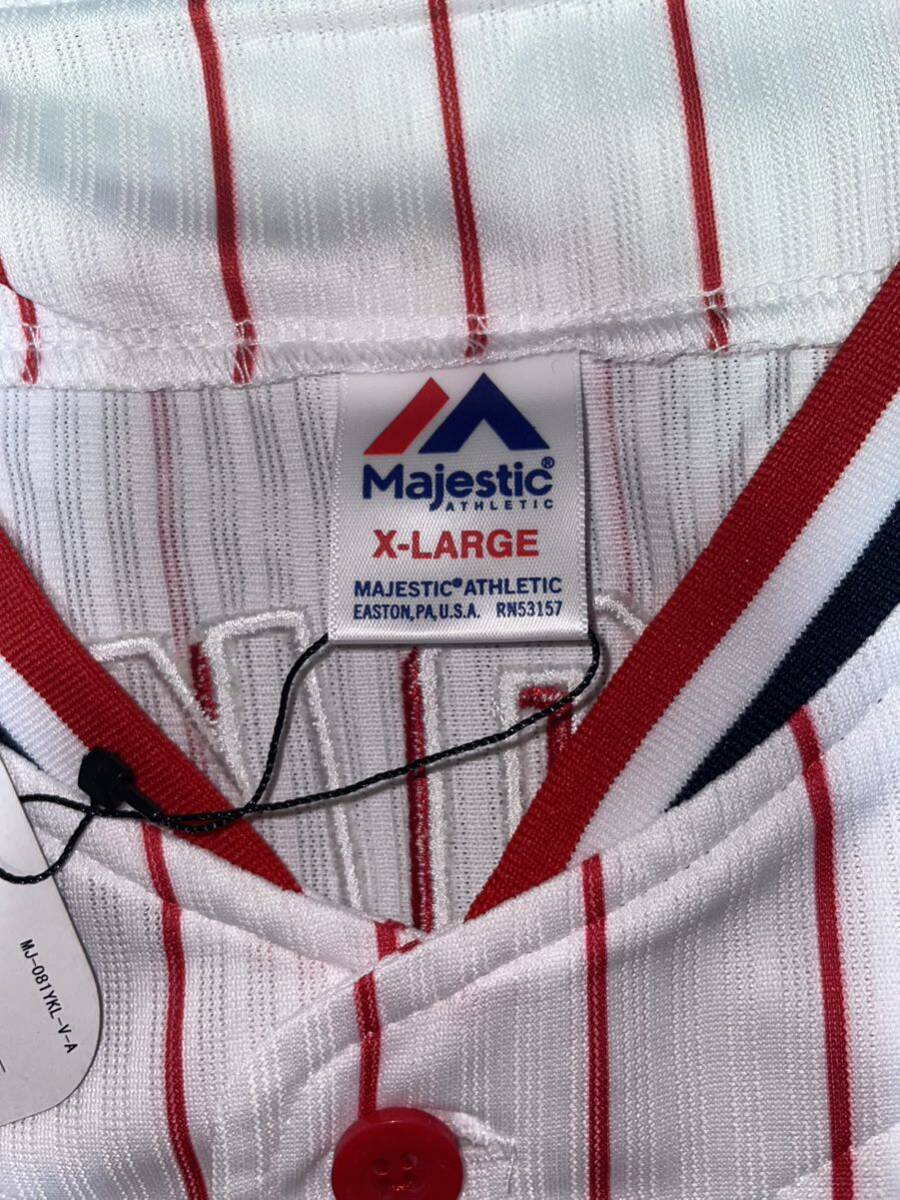 Majestic®
ATHLETIC
X-LARGE
MAJESTIC® ATHLETIC
EASTON, PA, U.S.A. RN53157
MJ-081YKL-V-A